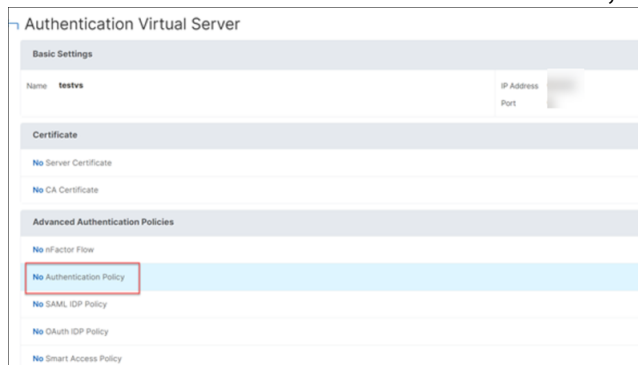 Authentication Virtual Server
Basic Settings
Name testvs
IP Address
Port
Certificate
No Server Certificate
No CA Certificate
Advanced Authentication Policies
No nFactor Flow
No Authentication Policy
No SAML IDP Policy
No OAuth IDP Policy
No Smart Access Policy